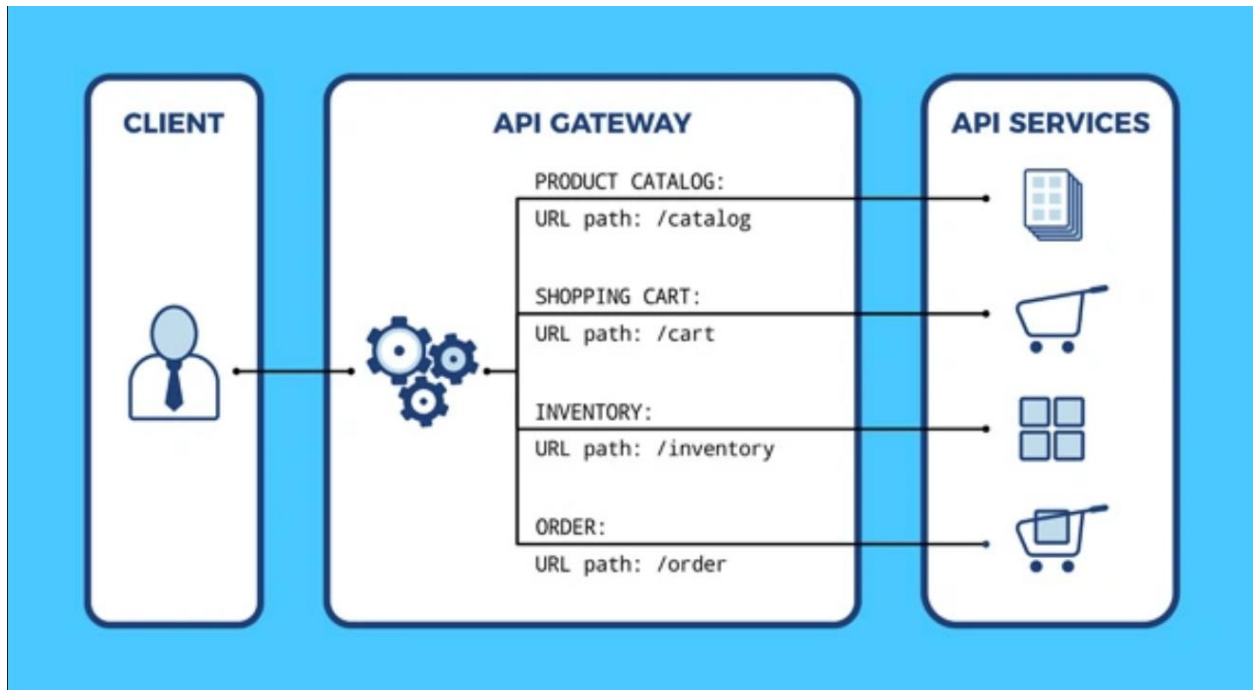 CLIENT
API GATEWAY
API SERVICES
PRODUCT CATALOG:
URL path: /catalog
SHOPPING CART:
URL path: /cart
INVENTORY:
URL path: /inventory
ORDER:
URL path: /order